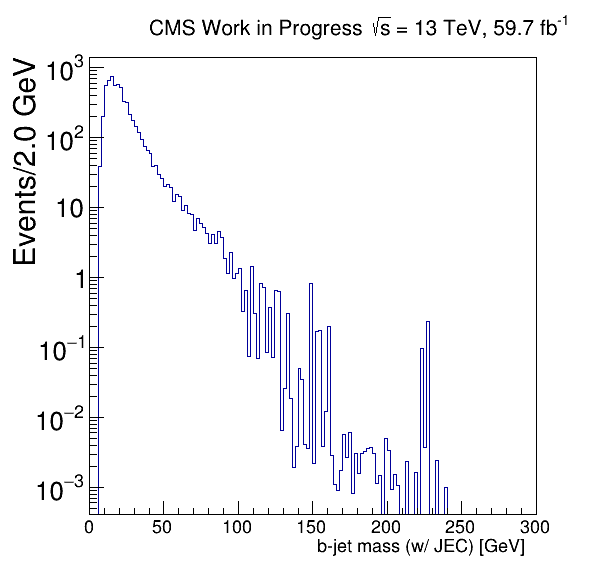 CMS Work in Progress √s = 13 TeV, 59.7 fb⁻¹
Events/2.0 GeV
10³
10²
10
1
10⁻¹
10⁻²
10⁻³
0 50 100 150 200 250 300
b-jet mass (w/ JEC) [GeV]